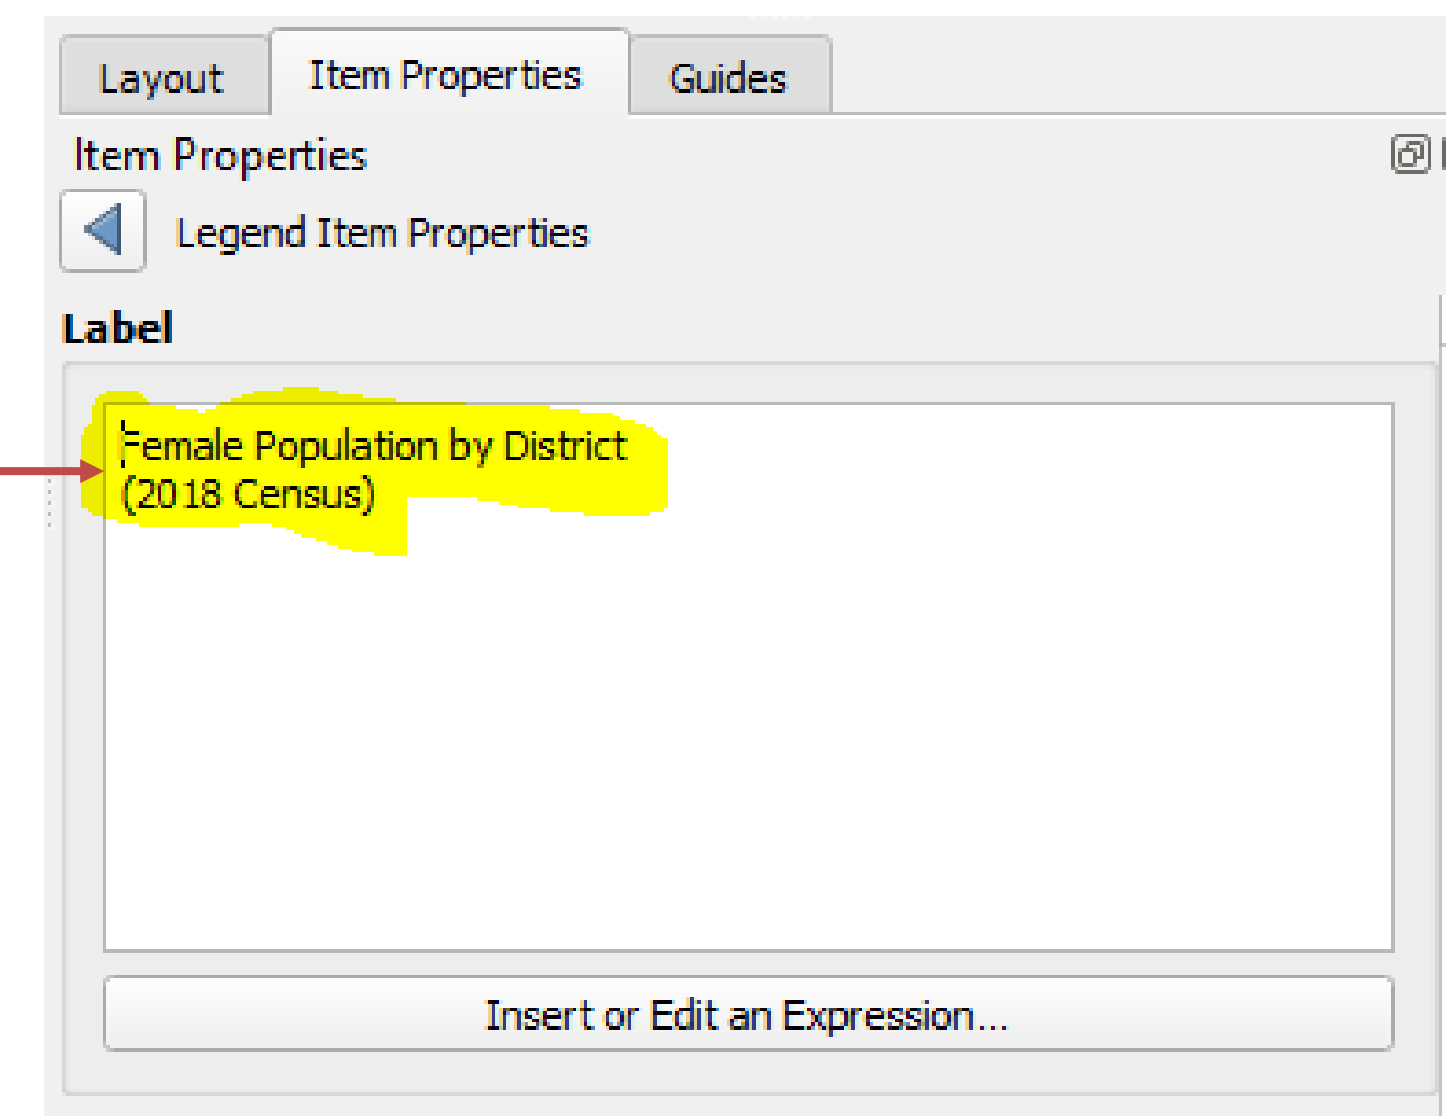 Layout Item Properties Guides
Item Properties
Legend Item Properties
Label
Female Population by District
(2018 Census)
Insert or Edit an Expression...